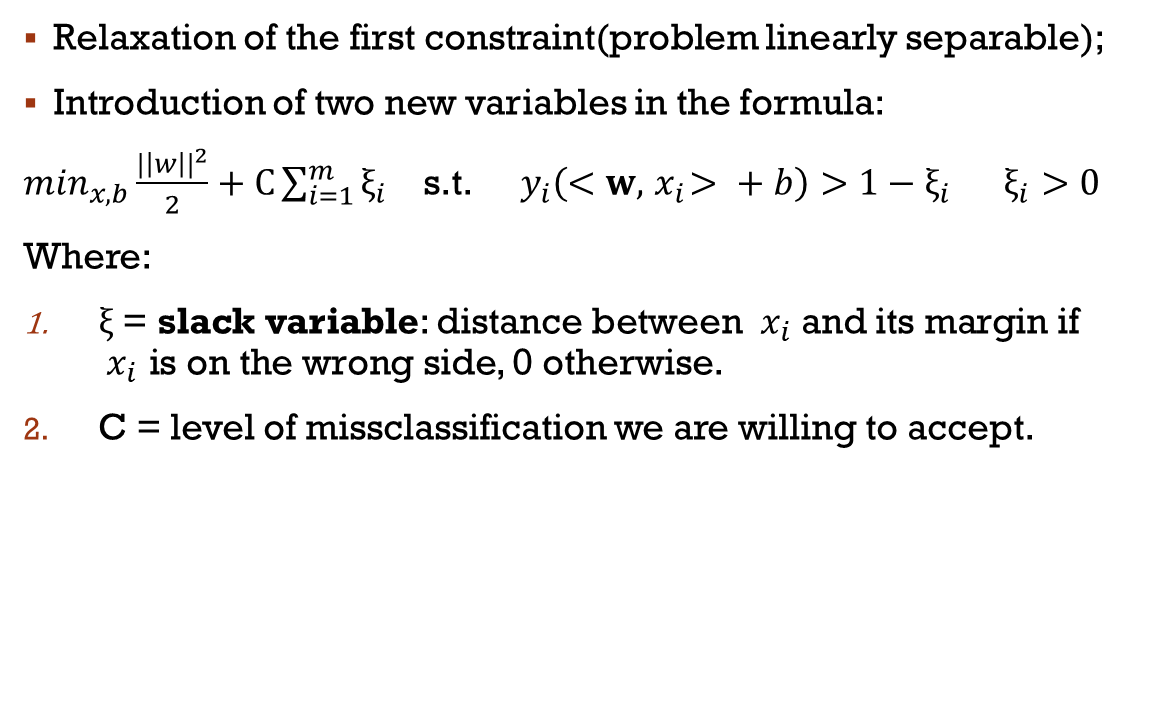 ▪ Relaxation of the first constraint(problem linearly separable);
▪ Introduction of two new variables in the formula:
min_{x,b} \frac{||w||^2}{2} + C∑_{i=1}^{m} ξ_i s.t. y_i(< w, x_i > + b) > 1 − ξ_i ξ_i > 0
Where:
1. ξ = slack variable: distance between x_i and its margin if
x_i is on the wrong side, 0 otherwise.
2. C = level of missclassification we are willing to accept.